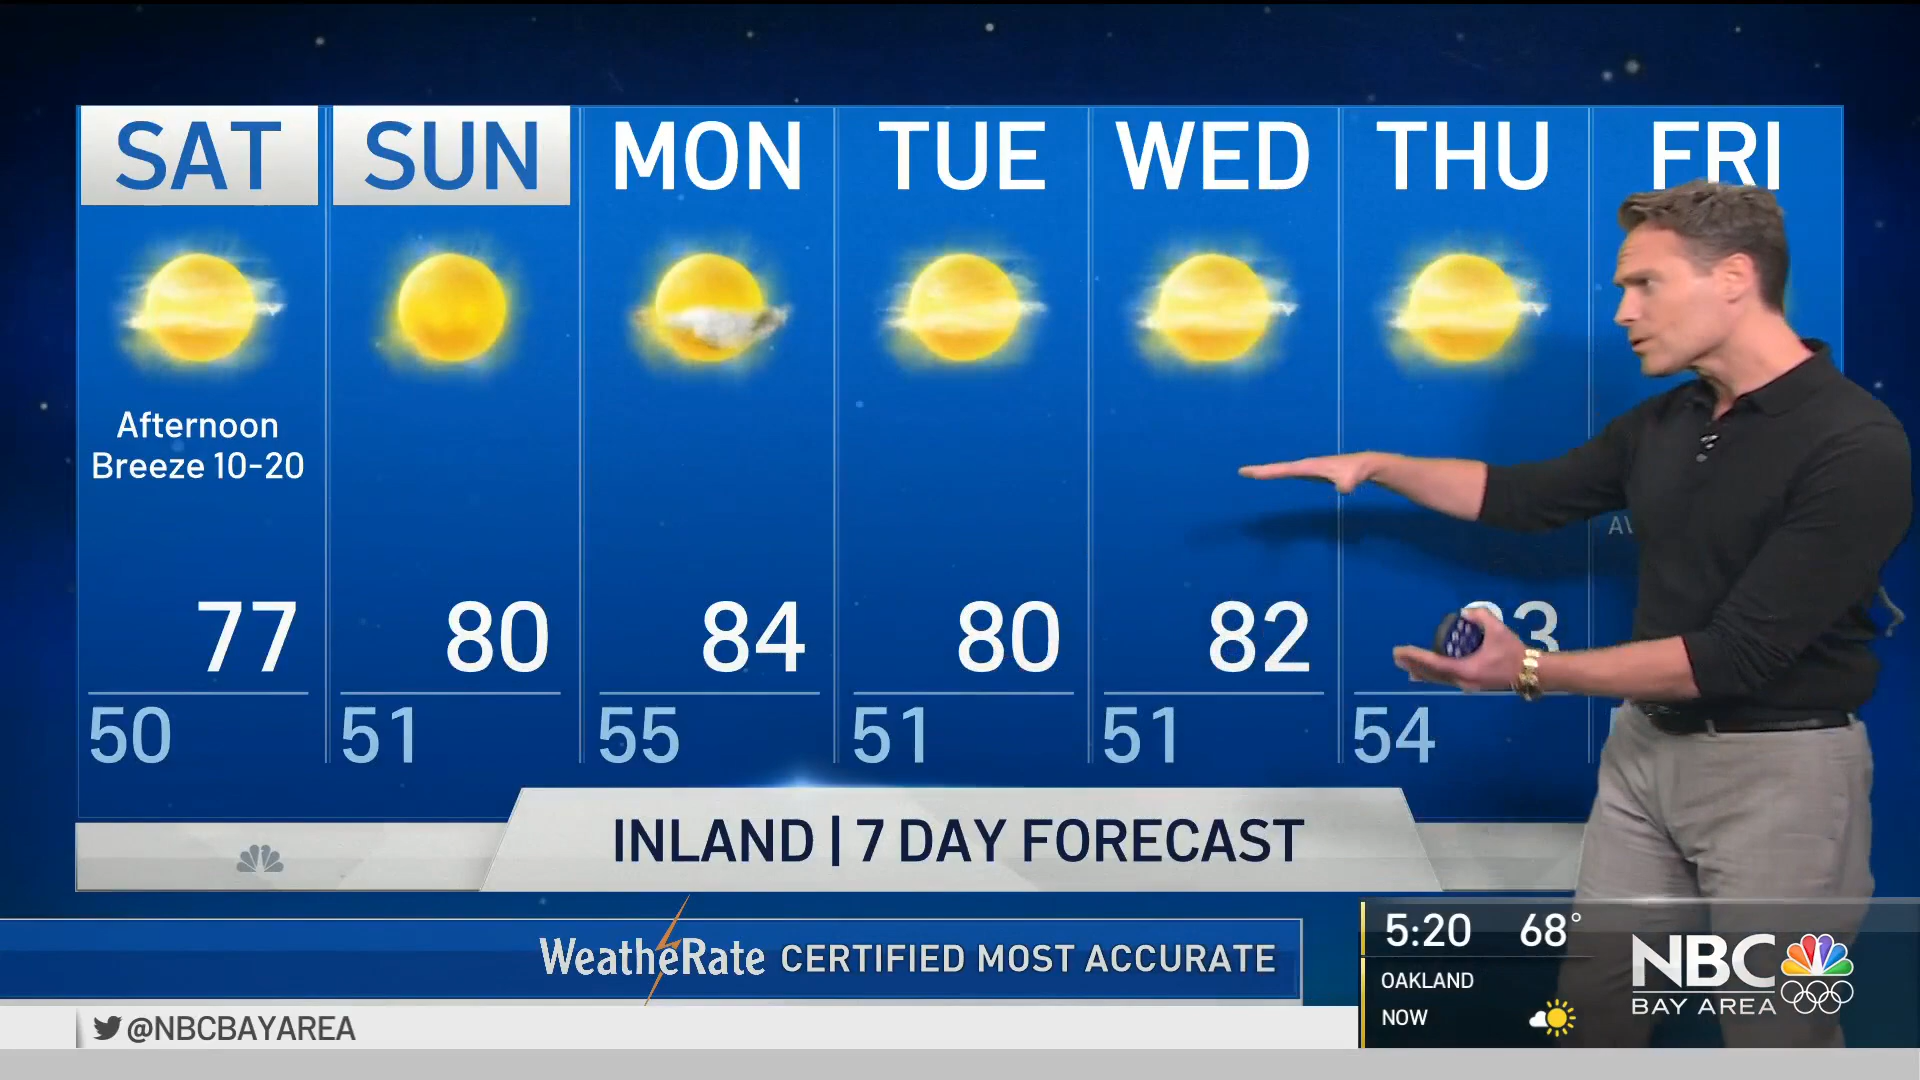 SAT SUN MON TUE WED THU FRI
Afternoon
Breeze 10-20
77 80 84 80 82
50 51 55 51 51 54
INLAND | 7 DAY FORECAST
WeatheRate CERTIFIED MOST ACCURATE
5:20 68°
OAKLAND
NOW
NBC
BAY AREA
@NBCBAYAREA